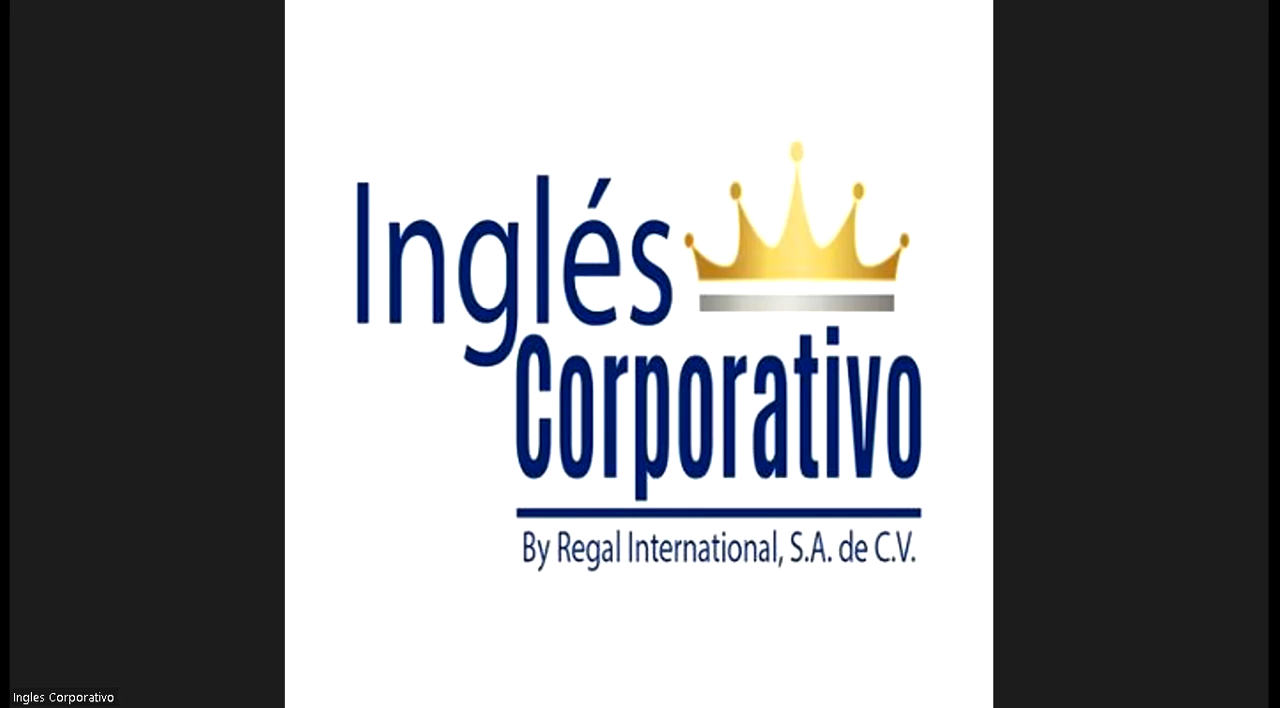 Inglés
Corporativo
By Regal International, S.A. de C.V.
Ingles Corporativo